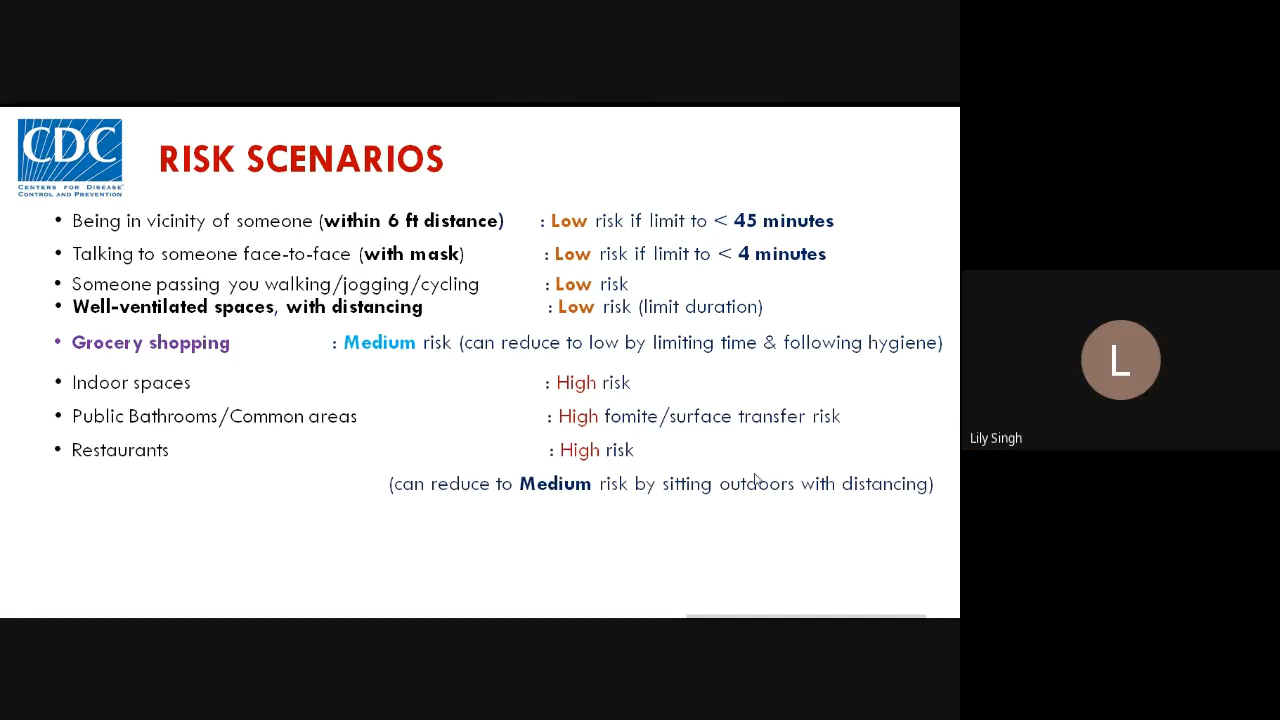 CDC
CENTERS FOR DISEASE
CONTROL AND PREVENTION
RISK SCENARIOS
• Being in vicinity of someone (within 6 ft distance) : Low risk if limit to < 45 minutes
• Talking to someone face-to-face (with mask) : Low risk if limit to < 4 minutes
• Someone passing you walking/jogging/cycling : Low risk
• Well-ventilated spaces, with distancing : Low risk (limit duration)
• Grocery shopping : Medium risk (can reduce to low by limiting time & following hygiene)
• Indoor spaces : High risk
• Public Bathrooms/Common areas : High fomite/surface transfer risk
• Restaurants : High risk
(can reduce to Medium risk by sitting outdoors with distancing)
L
Lily Singh